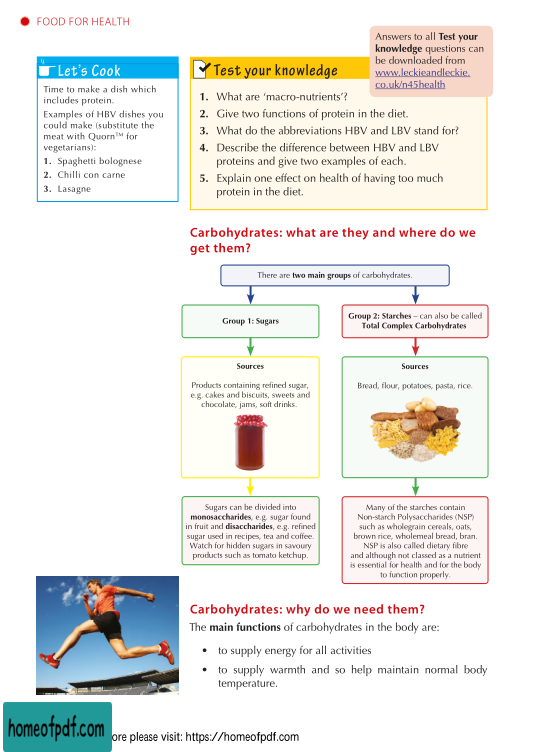 FOOD FOR HEALTH
Let's Cook
Time to make a dish which
includes protein.
Examples of HBV dishes you
could make (substitute the
meat with Quorn™ for
vegetarians):
1. Spaghetti bolognese
2. Chilli con carne
3. Lasagne
Test your knowledge
Answers to all Test your
knowledge questions can
be downloaded from
www.leckieandleckie.
co.uk/n45health
1. What are ‘macro-nutrients’?
2. Give two functions of protein in the diet.
3. What do the abbreviations HBV and LBV stand for?
4. Describe the difference between HBV and LBV
proteins and give two examples of each.
5. Explain one effect on health of having too much
protein in the diet.
Carbohydrates: what are they and where do we
get them?
There are two main groups of carbohydrates.
Group 1: Sugars
Group 2: Starches – can also be called
Total Complex Carbohydrates
Sources
Products containing refined sugar,
e.g. cakes and biscuits, sweets and
chocolate, jams, soft drinks.
Sources
Bread, flour, potatoes, pasta, rice.
Sugars can be divided into
monosaccharides, e.g. sugar found
in fruit and disaccharides, e.g. refined
sugar used in recipes, tea and coffee.
Watch for hidden sugars in savoury
products such as tomato ketchup.
Many of the starches contain
Non-starch Polysaccharides (NSP)
such as wholegrain cereals, oats,
brown rice, wholemeal bread, bran.
NSP is also called dietary fibre
and although not classed as a nutrient
is essential for health and for the body
to function properly.
Carbohydrates: why do we need them?
The main functions of carbohydrates in the body are:
• to supply energy for all activities
• to supply warmth and so help maintain normal body
temperature.
homeofpdf.com
ore please visit: https://homeofpdf.com